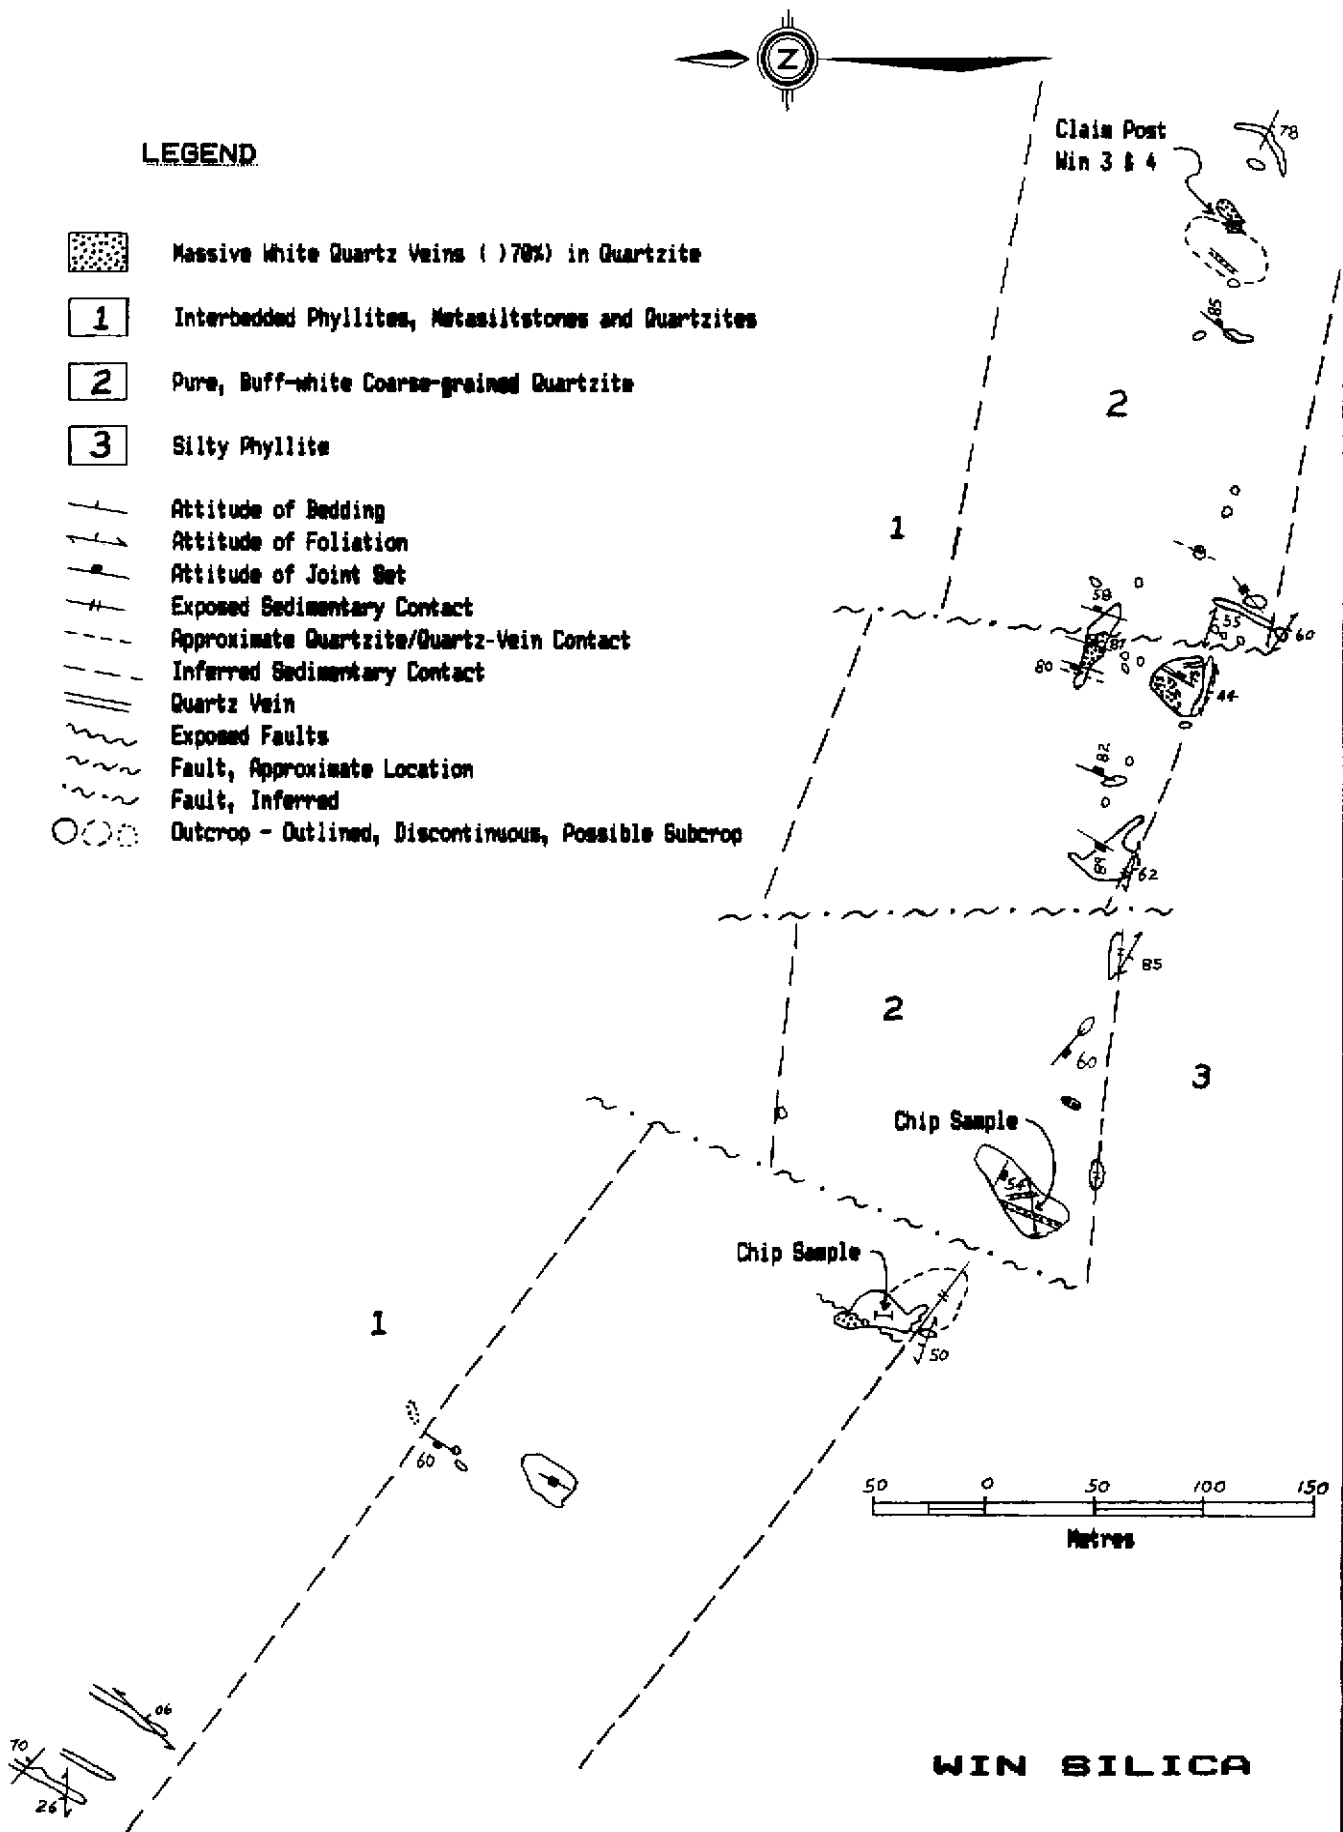 N
LEGEND
Massive White Quartz Veins ( )70%) in Quartzite
1 Interbedded Phyllites, Metasiltstones and Quartzites
2 Pure, Buff-white Coarse-grained Quartzite
3 Silty Phyllite
Attitude of Bedding
Attitude of Foliation
Attitude of Joint Set
Exposed Sedimentary Contact
Approximate Quartzite/Quartz-Vein Contact
Inferred Sedimentary Contact
Quartz Vein
Exposed Faults
Fault, Approximate Location
Fault, Inferred
Outcrop - Outlined, Discontinuous, Possible Subcrop
Claim Post
Win 3 & 4
78
85
2
1
58
55
60
87
80
44
82
89
62
85
2
60
3
Chip Sample
54
Chip Sample
1
50
60
50 0 50 100 150
Metres
06
70
26
WIN SILICA